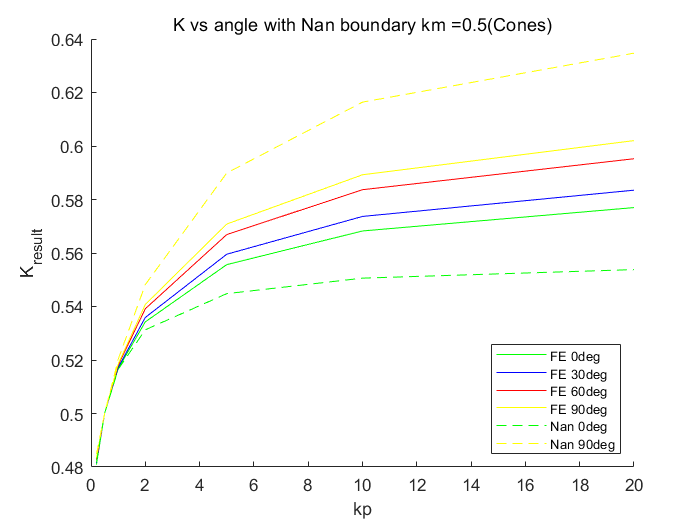 K vs angle with Nan boundary km =0.5(Cones)
0.64
0.62
0.6
0.58
0.56
0.54
0.52
0.5
0.48
K_result
0 2 4 6 8 10 12 14 16 18 20
kp
FE 0deg
FE 30deg
FE 60deg
FE 90deg
Nan 0deg
Nan 90deg